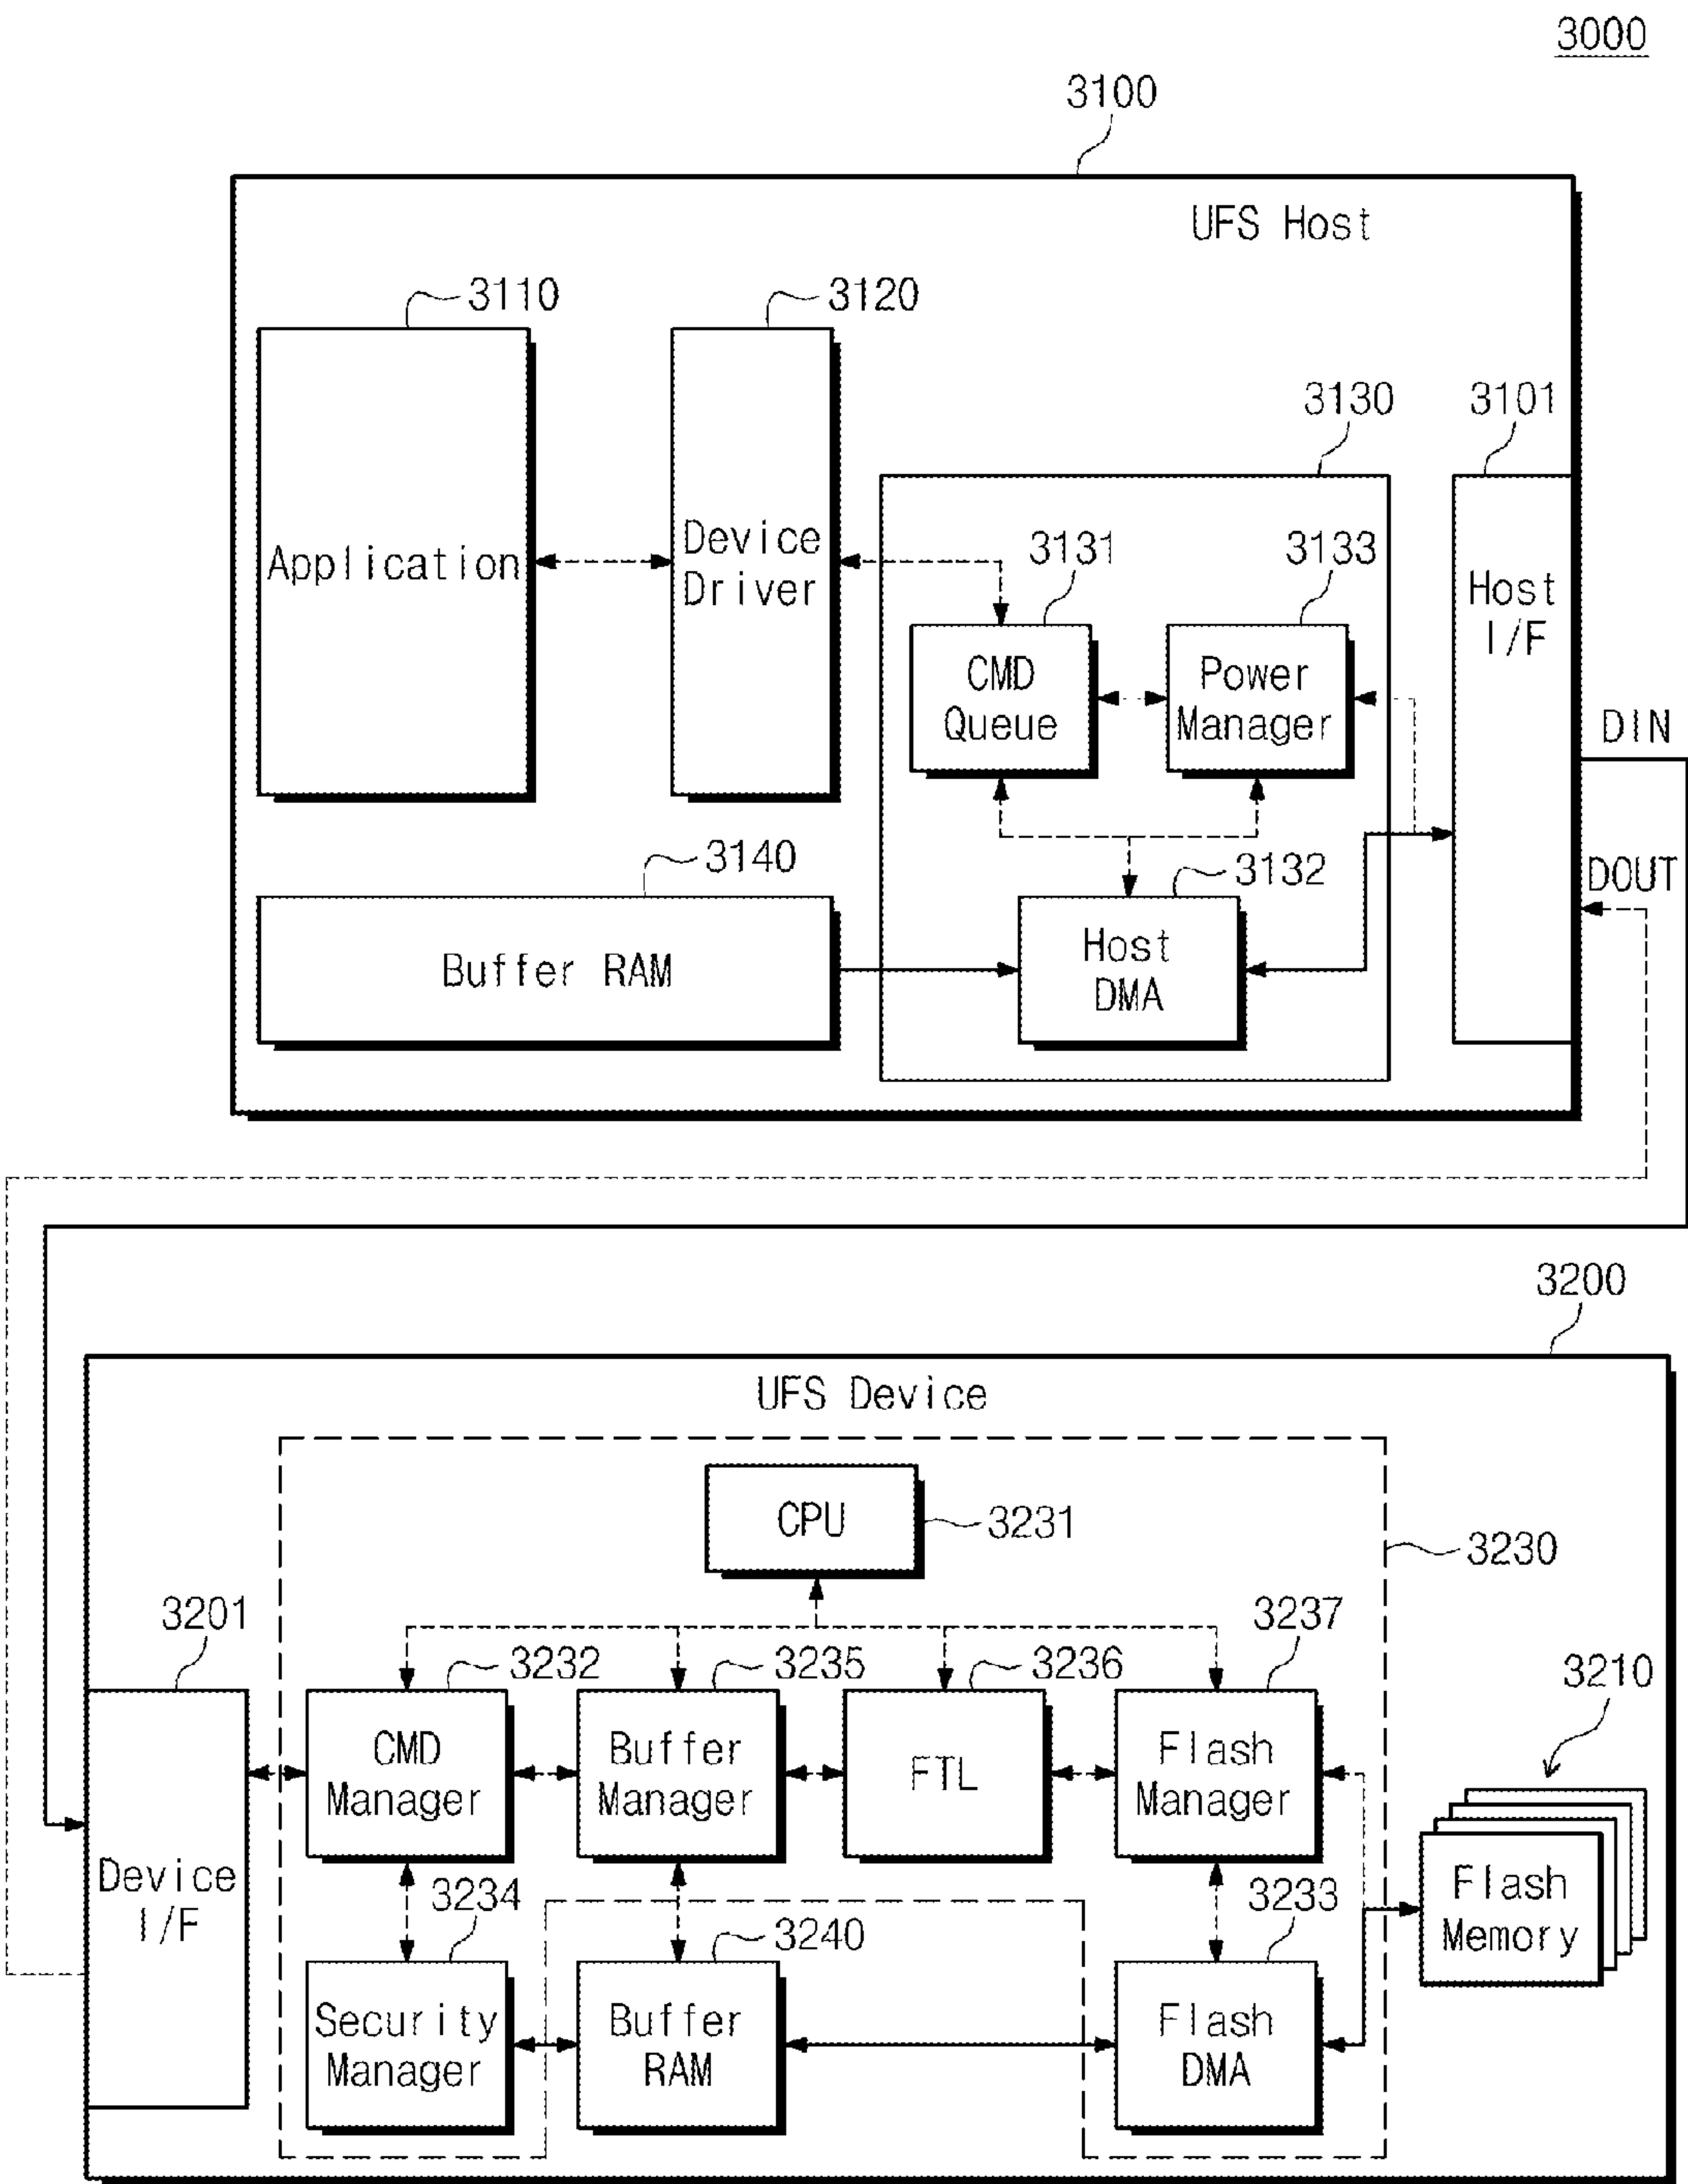 3000
3100
UFS Host
3110
3120
3130
3101
Application
Device
Driver
3131
3133
Host
I/F
CMD
Queue
Power
Manager
DIN
3140
3132
DOUT
Buffer RAM
Host
DMA
3200
UFS Device
CPU
3231
3230
3201
3232
3235
3236
3237
3210
CMD
Manager
Buffer
Manager
FTL
Flash
Manager
Device
I/F
3234
3240
3233
Flash
Memory
Security
Manager
Buffer
RAM
Flash
DMA